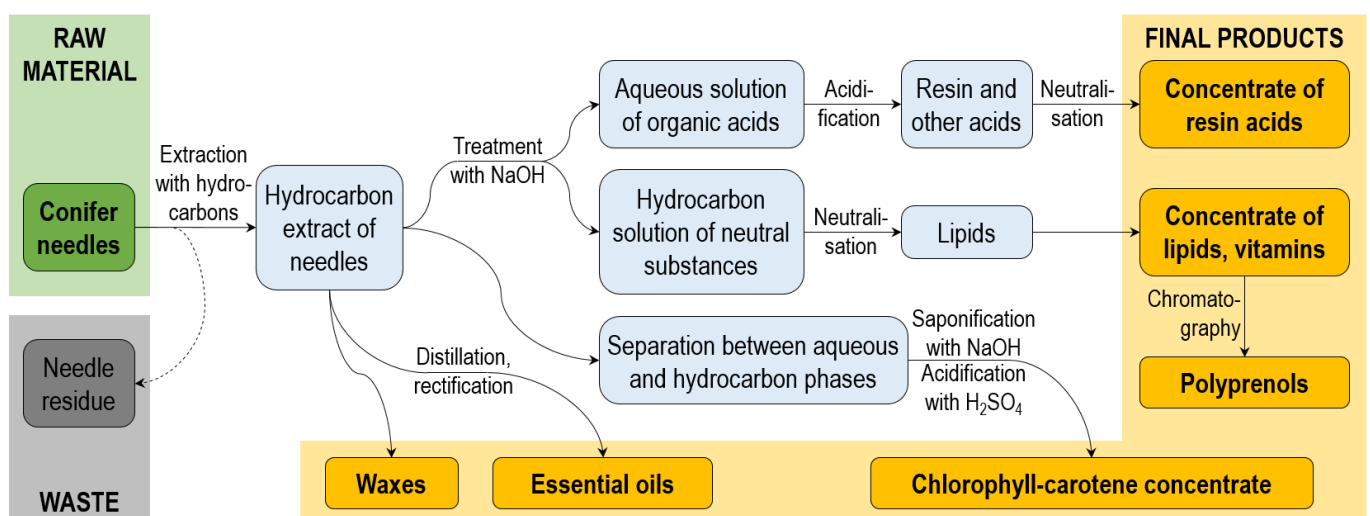 RAW
MATERIAL
Conifer
needles
Extraction
with hydro-
carbons
Hydrocarbon
extract of
needles
Treatment
with NaOH
Aqueous solution
of organic acids
Acidi-
fication
Resin and
other acids
Neutrali-
sation
FINAL PRODUCTS
Concentrate of
resin acids
Hydrocarbon
solution of neutral
substances
Neutrali-
sation
Lipids
Concentrate of
lipids, vitamins
Chromato-
graphy
Polyprenols
Separation between aqueous
and hydrocarbon phases
Saponification
with NaOH
Acidification
with H₂SO₄
Distillation,
rectification
Needle
residue
WASTE
Waxes
Essential oils
Chlorophyll-carotene concentrate